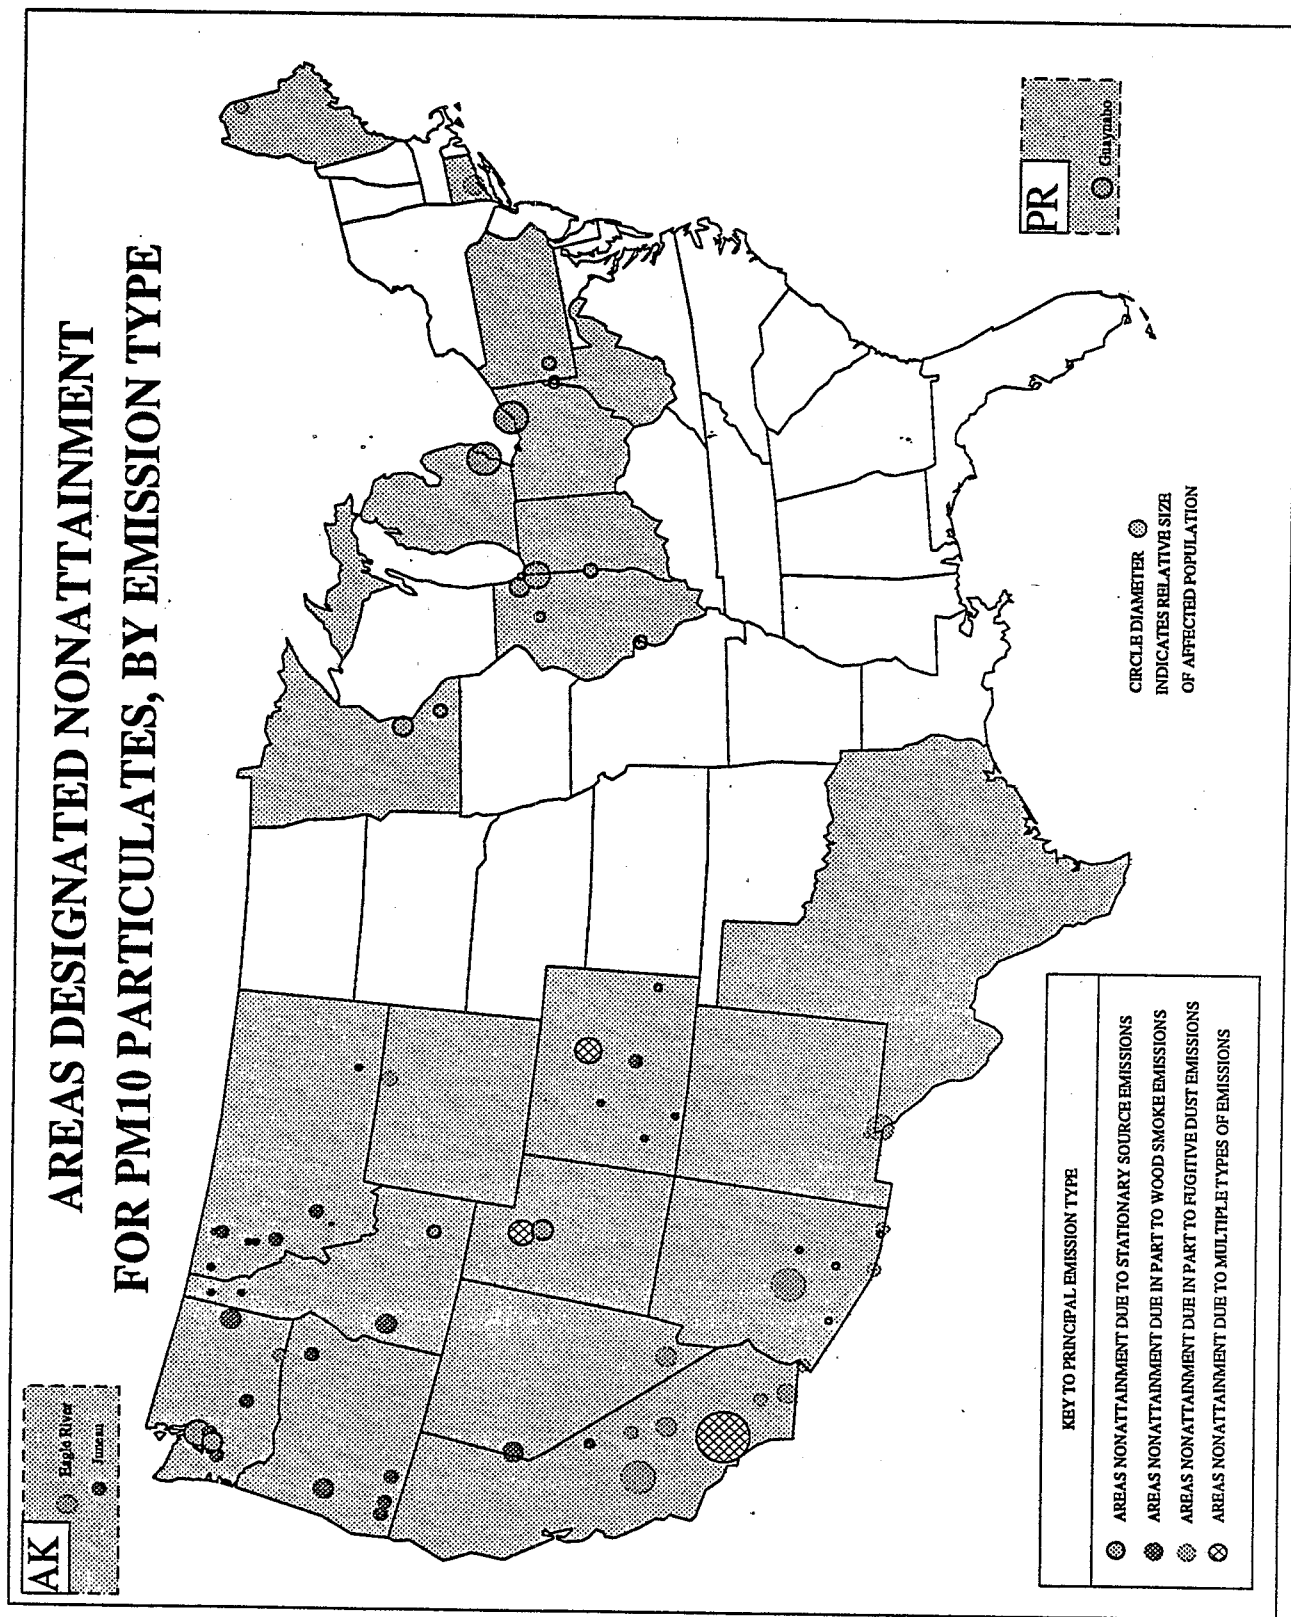 AREAS DESIGNATED NONATTAINMENT
FOR PM10 PARTICULATES, BY EMISSION TYPE
AK
Eagle River
Juneau
PR
Guaynabo
CIRCLE DIAMETER
INDICATES RELATIVE SIZE
OF AFFECTED POPULATION
KEY TO PRINCIPAL EMISSION TYPE
AREAS NONATTAINMENT DUE TO STATIONARY SOURCE EMISSIONS
AREAS NONATTAINMENT DUE IN PART TO WOOD SMOKE EMISSIONS
AREAS NONATTAINMENT DUE IN PART TO FUGITIVE DUST EMISSIONS
AREAS NONATTAINMENT DUE TO MULTIPLE TYPES OF EMISSIONS